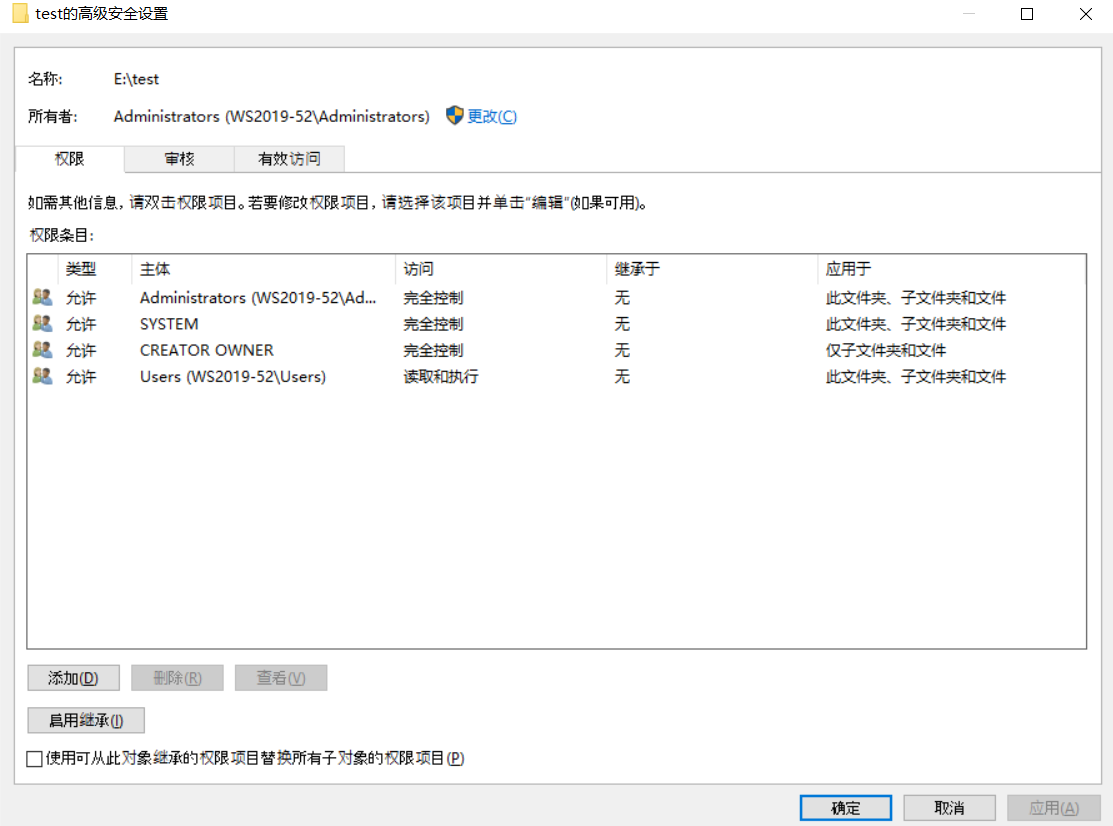 test的高级安全设置
名称: E:\test
所有者: Administrators (WS2019-52\Administrators) 更改(C)
权限 审核 有效访问
如需其他信息，请双击权限项目。若要修改权限项目，请选择该项目并单击“编辑”(如果可用)。
权限条目:
类型 主体 访问 继承于 应用于
允许 Administrators (WS2019-52\Ad... 完全控制 无 此文件夹、子文件夹和文件
允许 SYSTEM 完全控制 无 此文件夹、子文件夹和文件
允许 CREATOR OWNER 完全控制 无 仅子文件夹和文件
允许 Users (WS2019-52\Users) 读取和执行 无 此文件夹、子文件夹和文件
添加(D) 删除(R) 查看(V)
启用继承(I)
使用可从此对象继承的权限项目替换所有子对象的权限项目(P)
确定 取消 应用(A)